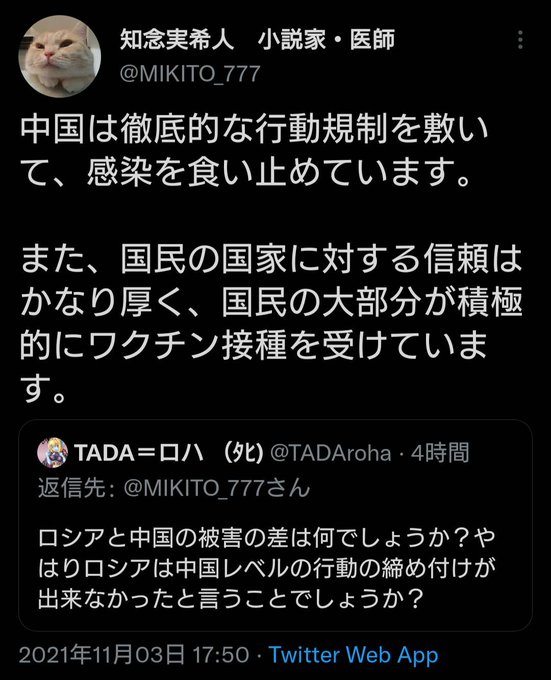 知念実希人　小説家・医師
@MIKITO_777
中国は徹底的な行動規制を敷い
て、感染を食い止めています。
また、国民の国家に対する信頼は
かなり厚く、国民の大部分が積極
的にワクチン接種を受けていま
す。
TADA＝ロハ （ﾀﾋ) @TADAroha · 4時間
返信先: @MIKITO_777さん
ロシアと中国の被害の差は何でしょうか？や
はりロシアは中国レベルの行動の締め付けが
出来なかったと言うことでしょうか？
2021年11月03日 17:50 · Twitter Web App